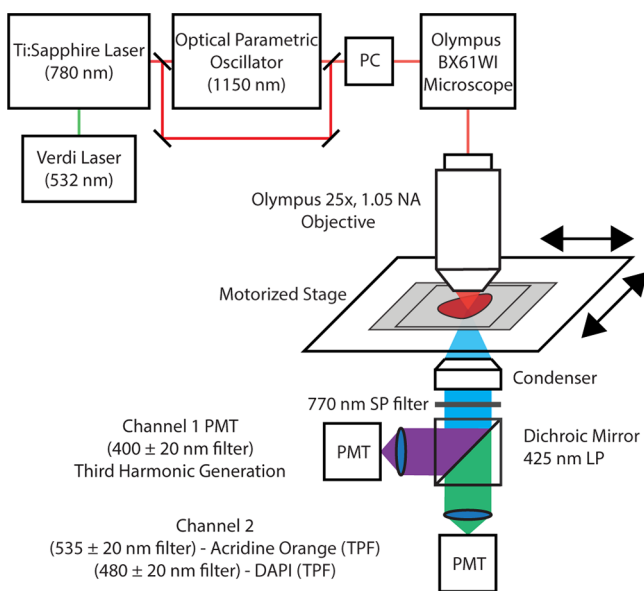 Ti:Sapphire Laser
(780 nm)
Optical Parametric
Oscillator
(1150 nm)
PC
Olympus
BX61WI
Microscope
Verdi Laser
(532 nm)
Olympus 25x, 1.05 NA
Objective
Motorized Stage
Condenser
770 nm SP filter
Channel 1 PMT
(400 ± 20 nm filter)
Third Harmonic Generation
PMT
Dichroic Mirror
425 nm LP
Channel 2
(535 ± 20 nm filter) - Acridine Orange (TPF)
(480 ± 20 nm filter) - DAPI (TPF)
PMT